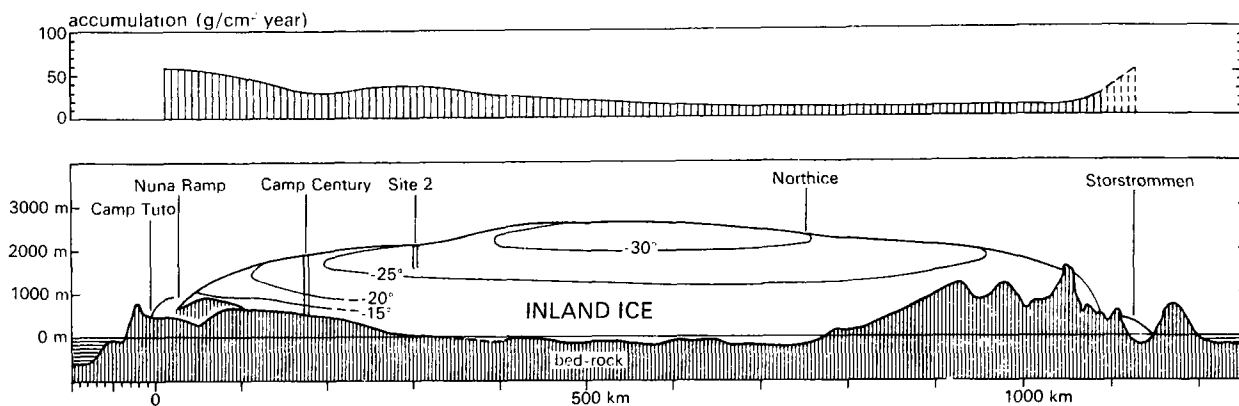 accumulation (g/cm² year)
100
50
0
Nuna Ramp
Camp Century
Site 2
Northice
Storstrømmen
Camp Tuto
3000 m
2000 m
1000 m
0 m
-30°
-25°
-20°
-15°
INLAND ICE
bed-rock
0
500 km
1000 km